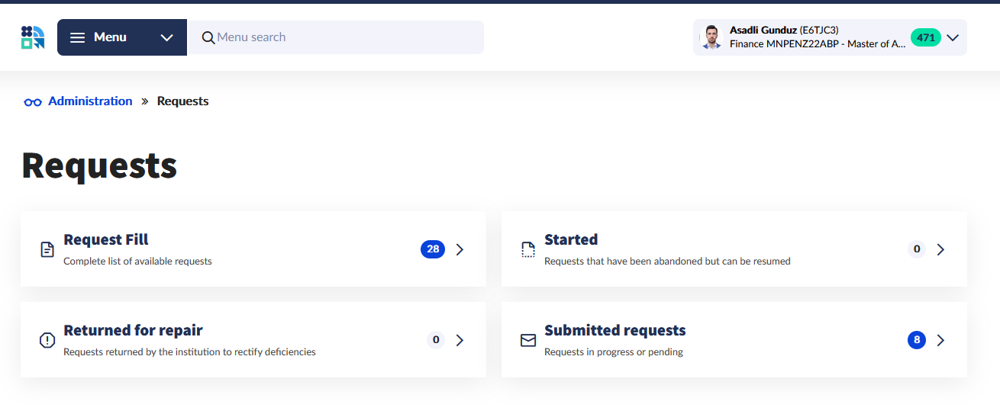 Menu
Menu search
Asadli Gunduz (E6TJC3)
Finance MNPENZ22ABP - Master of A...
471
Administration » Requests
Requests
Request Fill
Complete list of available requests
28
Started
Requests that have been abandoned but can be resumed
0
Returned for repair
Requests returned by the institution to rectify deficiencies
0
Submitted requests
Requests in progress or pending
8